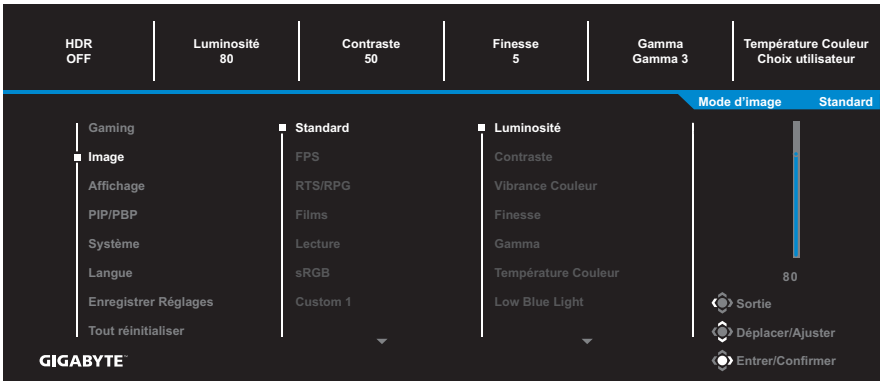 HDR
OFF
Luminosité
80
Contraste
50
Finesse
5
Gamma
Gamma 3
Température Couleur
Choix utilisateur
Mode d'image Standard
Gaming
Image
Affichage
PIP/PBP
Système
Langue
Enregistrer Réglages
Tout réinitialiser
Standard
FPS
RTS/RPG
Films
Lecture
sRGB
Custom 1
Luminosité
Contraste
Vibrance Couleur
Finesse
Gamma
Température Couleur
Low Blue Light
80
Sortie
Déplacer/Ajuster
Entrer/Confirmer
GIGABYTE™